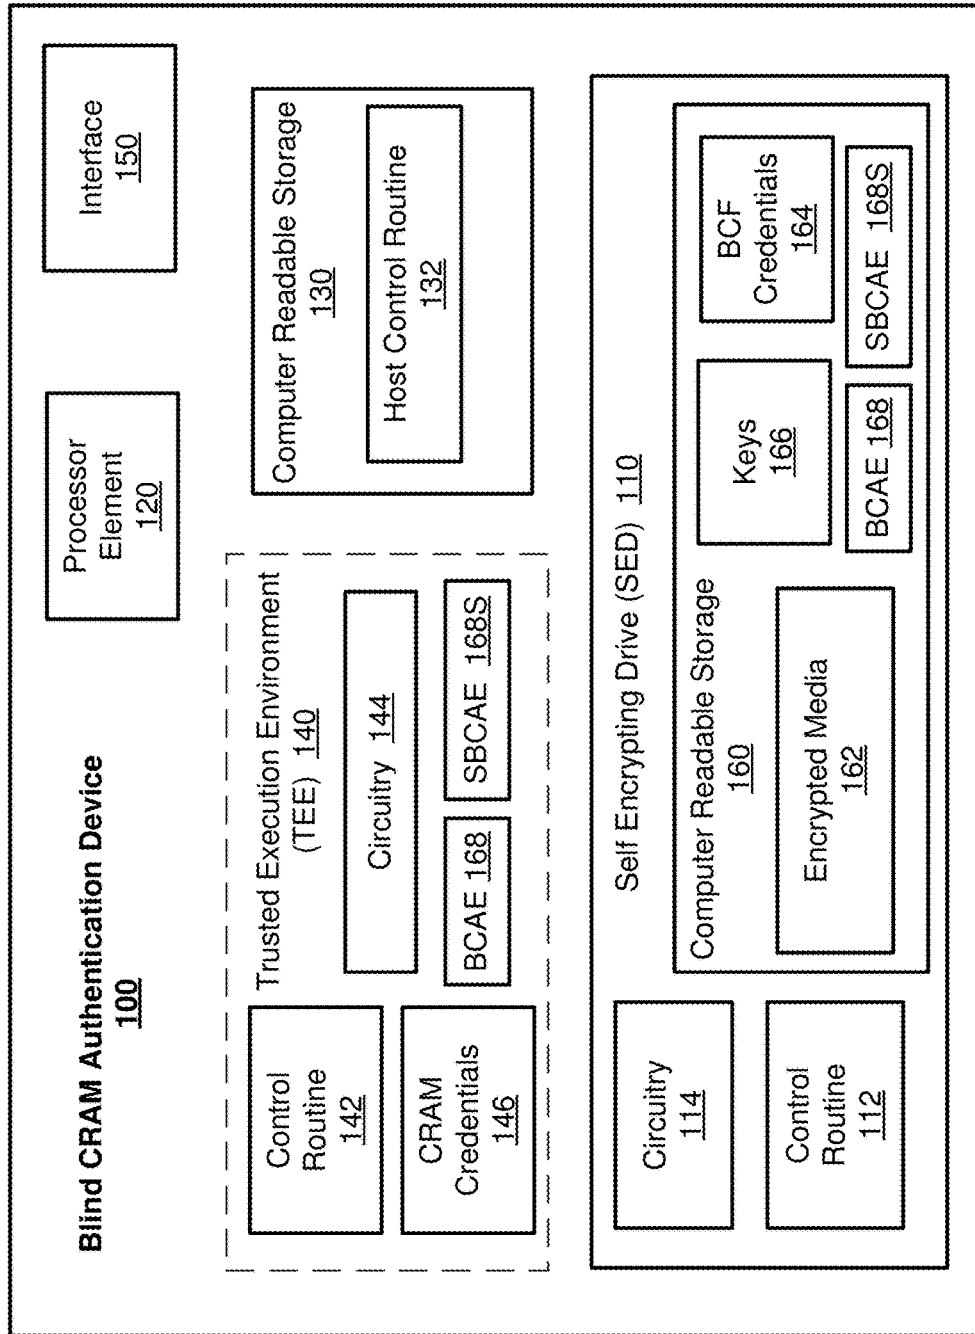 Blind CRAM Authentication Device
100
Processor
Element
120
Interface
150
Trusted Execution Environment
(TEE) 140
Control
Routine
142
Circuitry 144
CRAM
Credentials
146
BCAE 168
SBCAE 168S
Computer Readable Storage
130
Host Control Routine
132
Self Encrypting Drive (SED) 110
Circuitry
114
Control
Routine
112
Computer Readable Storage
160
Encrypted Media
162
Keys
166
BCF
Credentials
164
BCAE 168
SBCAE 168S